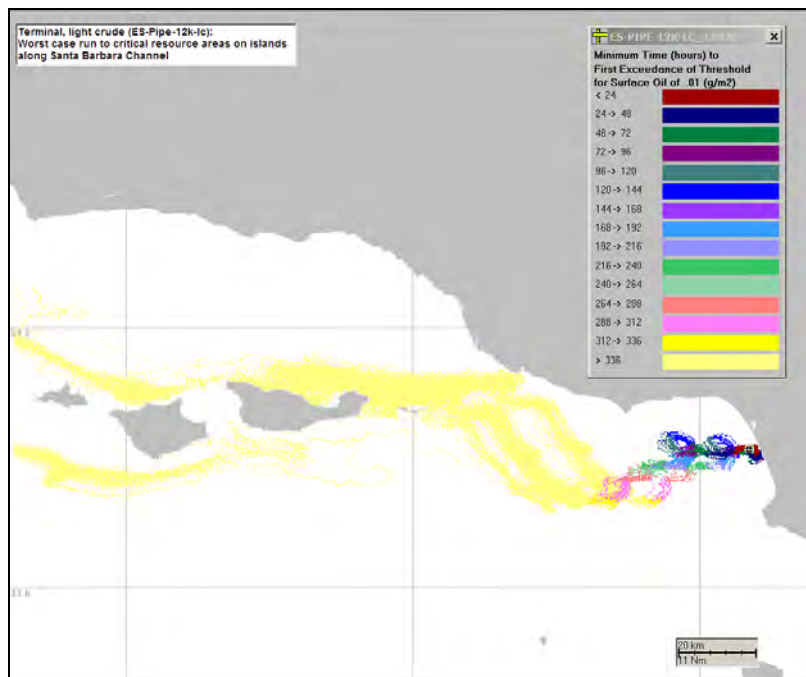 Terminal, light crude (ES-Pipe-12k-lc):
Worst case run to critical resource areas on islands
along Santa Barbara Channel
Minimum Time (hours) to
First Exceedance of Threshold
for Surface Oil of .01 (g/m2)
< 24
24-> 48
48-> 72
72-> 96
96-> 120
120-> 144
144-> 168
168-> 192
192-> 216
216-> 240
240-> 264
264-> 288
288-> 312
312-> 336
> 336
20 km
11 Nm